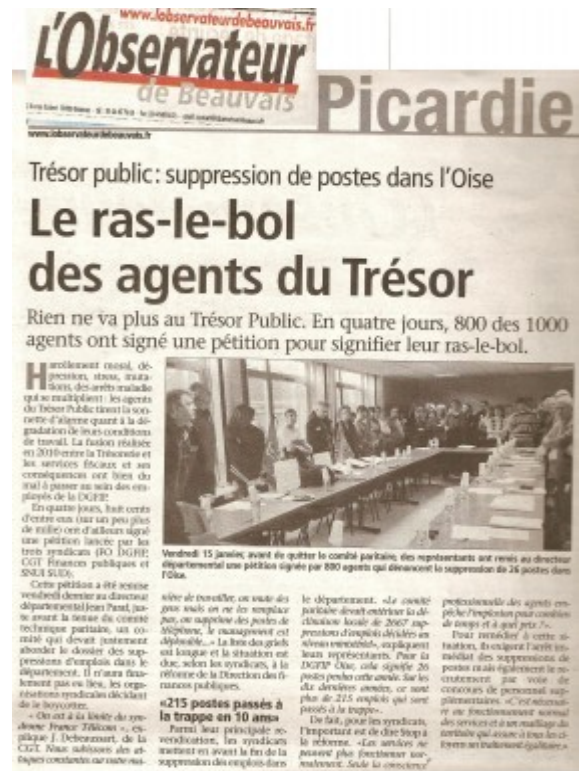 www.lobservateurdebeauvais.fr
L'Observateur
de Beauvais
Picardie
www.lobservateurdebeauvais.fr
Trésor public : suppression de postes dans l'Oise
Le ras-le-bol
des agents du Trésor
Rien ne va plus au Trésor Public. En quatre jours, 800 des 1000
agents ont signé une pétition pour signifier leur ras-le-bol.
Harcèlement moral, dé-
pression, stress, muta-
tions, des arrêts maladie
qui se multiplient : les agents
du Trésor Public tirent la son-
nette d'alarme quant à la dé-
gradation de leurs conditions
de travail. La fusion réalisée
en 2010 entre la Trésorerie et
les services fiscaux et ses
conséquences ont bien du
mal à passer au sein des em-
ployés de la DGFIP.
En quatre jours, huit cents
d'entre eux (sur un peu plus
de mille) ont d'ailleurs signé
une pétition lancée par les
trois syndicats (FO DGFIP,
CGT Finances publiques et
SNUI SUD).
Cette pétition a été remise
vendredi dernier au directeur
départemental Jean Paraf, jus-
te avant la tenue du comité
technique paritaire, un co-
mité qui devait justement
aborder le dossier des sup-
pressions d'emplois dans le
département. Il n'aura fina-
lement pas eu lieu, les orga-
nisations syndicales décidant
de le boycotter.
« On est à la limite du syn-
drome France Télécom », ex-
plique J. Debeaumort, de la
CGT. Nous subissons des at-
taques constantes sur notre ma-
Vendredi 15 janvier, avant de quitter le comité paritaire, des représentants ont remis au directeur
départemental une pétition signée par 800 agents qui dénoncent la suppression de 26 postes dans
l'Oise.
nière de travailler, on mute des
gens mais on ne les remplace
pas, on supprime des postes de
téléphone, le management est
déplorable... » La liste des griefs
est longue et la situation est
due, selon les syndicats, à la
réforme de la Direction des fi-
nances publiques.
«215 postes passés à
la trappe en 10 ans»
Parmi leur principale re-
vendication, les syndicats
mettent en avant la fin de la
suppression des emplois dans
le département. «Le comité
paritaire devait entériner la dé-
clinaison locale de 2667 sup-
pressions d'emplois décidées au
niveau ministériel», expliquent
leurs représentants. Pour la
DGFIP Oise, cela signifie 26
postes perdus cette année. Sur les
dix dernières années, ce sont
plus de 215 emplois qui sont
passés à la trappe».
De fait, pour les syndicats,
l'important est de dire Stop à
la réforme. «Les services ne
peuvent plus fonctionner nor-
malement. Seule la conscience
professionnelle des agents em-
pêche l'implosion pour combien
de temps et à quel prix ?».
Pour remédier à cette si-
tuation, ils exigent l'arrêt im-
médiat des suppressions de
postes mais également le re-
crutement par voie de
concours de personnel sup-
plémentaires. «C'est nécessai-
re au fonctionnement normal
des services et à un maillage du
territoire qui assure à tous les ci-
toyens un traitement égalitaire.»